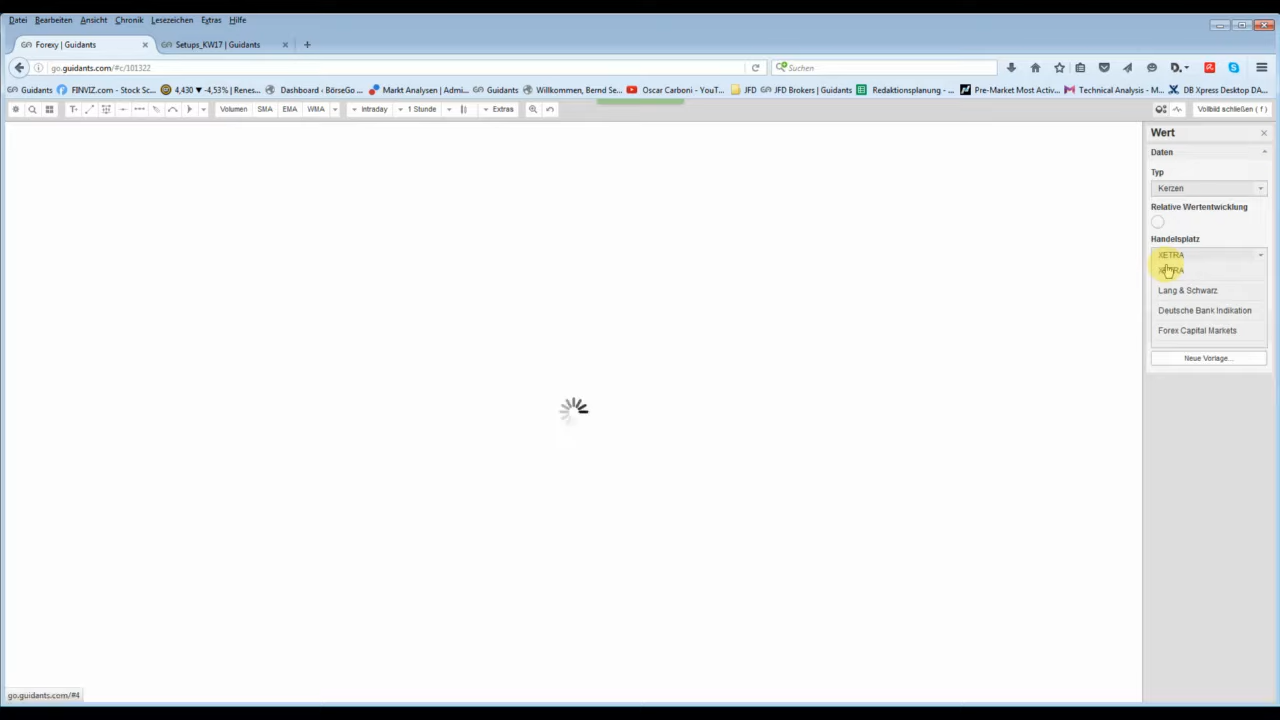 Datei Bearbeiten Ansicht Chronik Lesezeichen Extras Hilfe
Forexy | Guidants Setups_KW17 | Guidants
go.guidants.com/#c/101322 Suchen
Guidants FINVIZ.com - Stock Sc... 4,430 ▼ -4,53% | Renes... Dashboard ‹ BörseGo ... Markt Analysen | Admi... Guidants Willkommen, Bernd Se... Oscar Carboni - YouT... JFD JFD Brokers | Guidants Redaktionsplanung - ... Pre-Market Most Activ... Technical Analysis - M... DB Xpress Desktop DA...
Volumen SMA EMA WMA Intraday 1 Stunde Extras Vollbild schließen ( f )
Wert
Daten
Typ
Kerzen
Relative Wertentwicklung
Handelsplatz
XETRA
XETRA
Lang & Schwarz
Deutsche Bank Indikation
Forex Capital Markets
Neue Vorlage...
go.guidants.com/#4